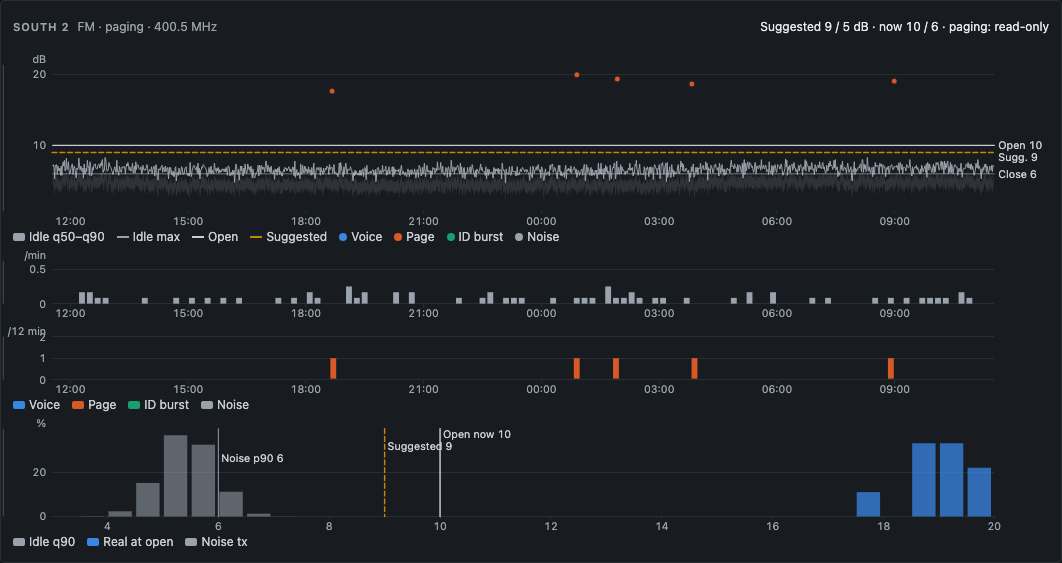 SOUTH 2 FM · paging · 400.5 MHz
Suggested 9 / 5 dB · now 10 / 6 · paging: read-only
dB
20
10
Open 10
Sugg. 9
Close 6
12:00 15:00 18:00 21:00 00:00 03:00 06:00 09:00
Idle q50–q90 Idle max Open Suggested Voice Page ID burst Noise
/min
0.5
0
12:00 15:00 18:00 21:00 00:00 03:00 06:00 09:00
/12 min
2
1
0
12:00 15:00 18:00 21:00 00:00 03:00 06:00 09:00
Voice Page ID burst Noise
%
Open now 10
Suggested 9
Noise p90 6
20
0
4 6 8 10 12 14 16 18 20
Idle q90 Real at open Noise tx